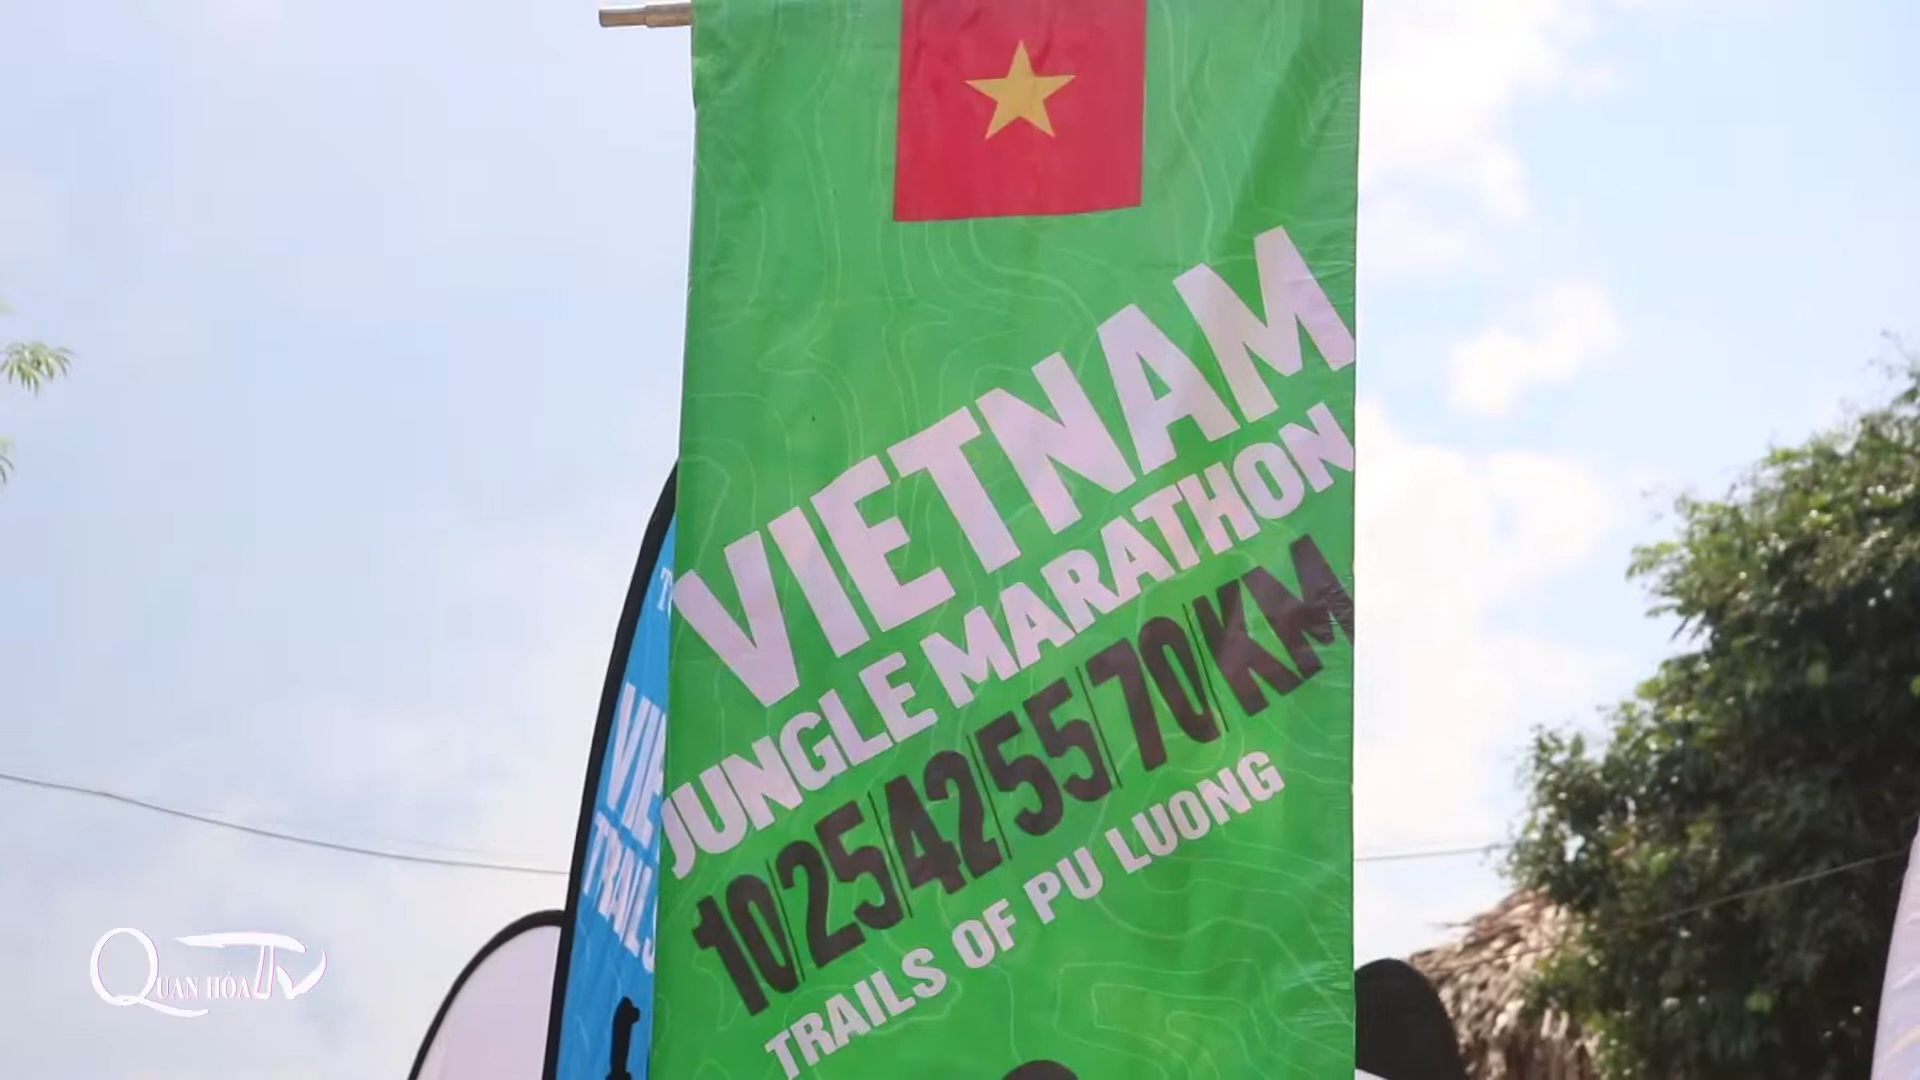 VIETNAM
JUNGLE MARATHON
10|25|42|55|70|KM
TRAILS OF PU LUONG
QUAN HÓA TV